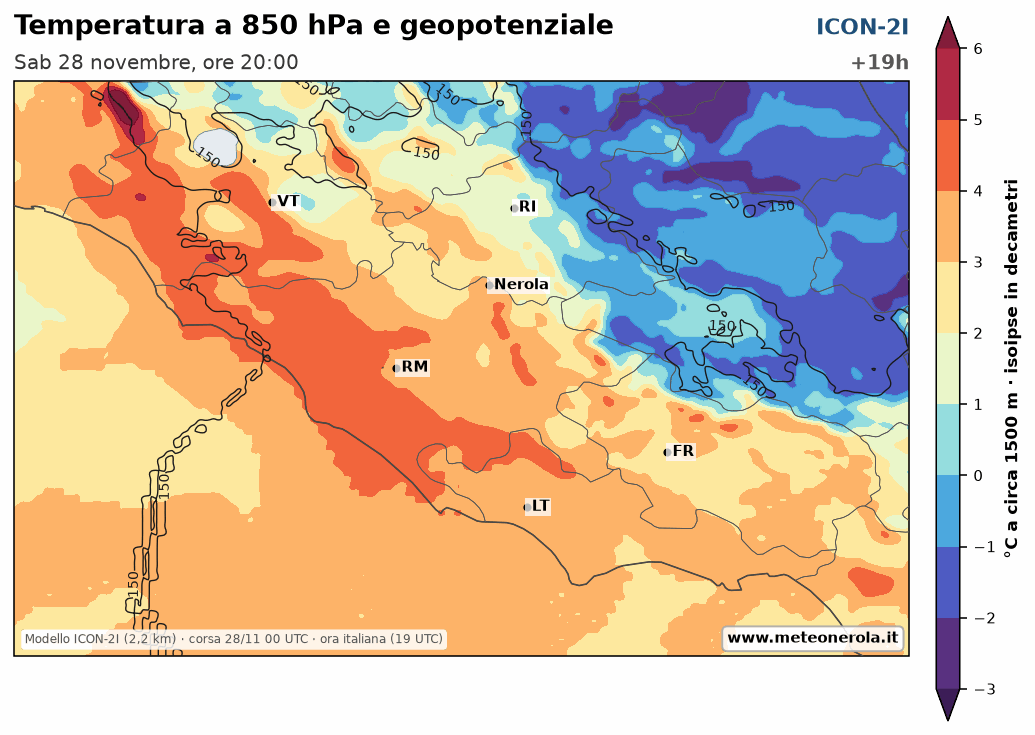 Temperatura a 850 hPa e geopotenziale
ICON-2I
Sab 28 novembre, ore 20:00
+19h
150
150
150
150
150
VT
RI
150
Nerola
150
RM
150
FR
150
LT
150
Modello ICON-2I (2,2 km) · corsa 28/11 00 UTC · ora italiana (19 UTC)
www.meteonerola.it
6
5
4
3
2
1
0
−1
−2
−3
°C a circa 1500 m · isoipse in decametri